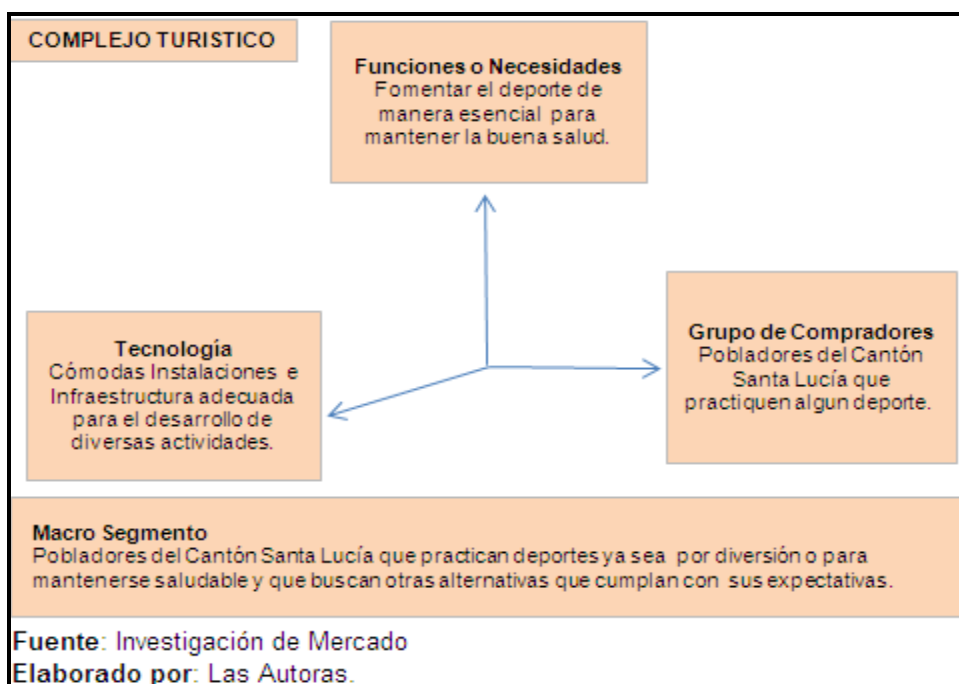 COMPLEJO TURISTICO
Funciones o Necesidades
Fomentar el deporte de
manera esencial para
mantener la buena salud.
Tecnología
Cómodas Instalaciones e
Infraestructura adecuada
para el desarrollo de
diversas actividades.
Grupo de Compradores
Pobladores del Cantón
Santa Lucía que
practiquen algun deporte.
Macro Segmento
Pobladores del Cantón Santa Lucía que practican deportes ya sea por diversión o para
mantenerse saludable y que buscan otras alternativas que cumplan con sus expectativas.
Fuente: Investigación de Mercado
Elaborado por: Las Autoras.